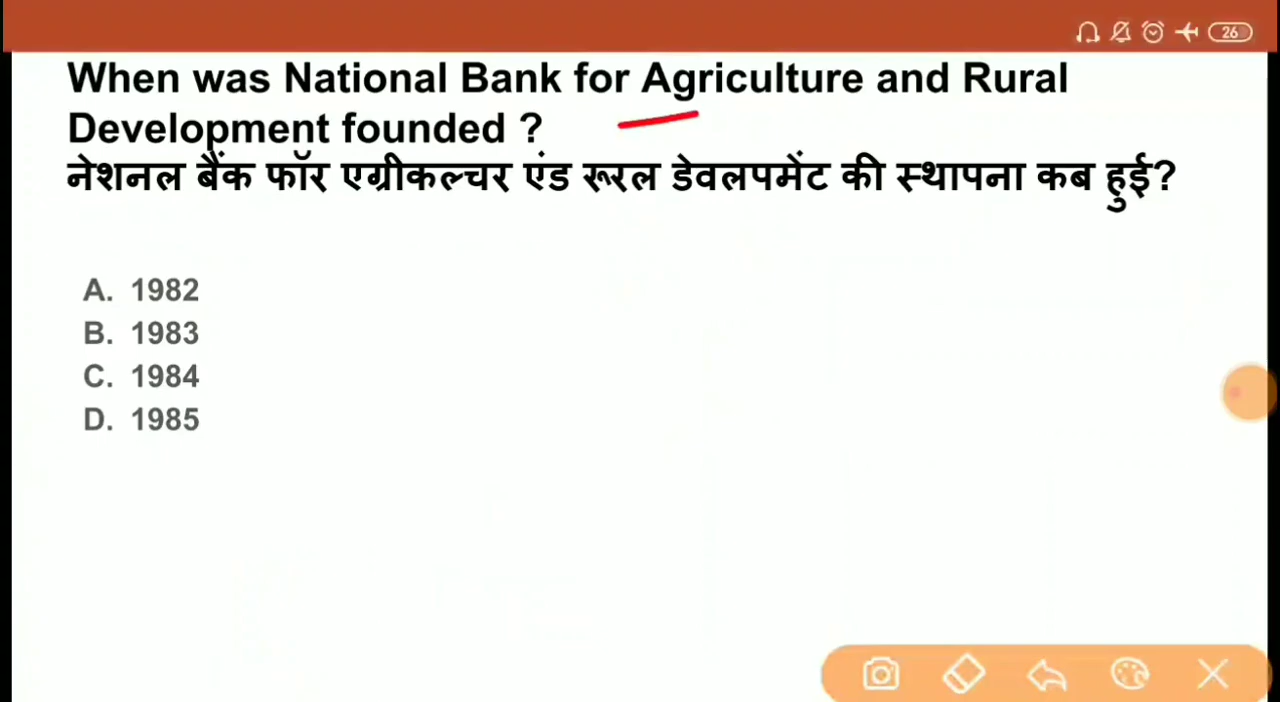 26
When was National Bank for Agriculture and Rural
Development founded ?
नेशनल बैंक फॉर एग्रीकल्चर एंड रूरल डेवलपमेंट की स्थापना कब हुई?
A. 1982
B. 1983
C. 1984
D. 1985